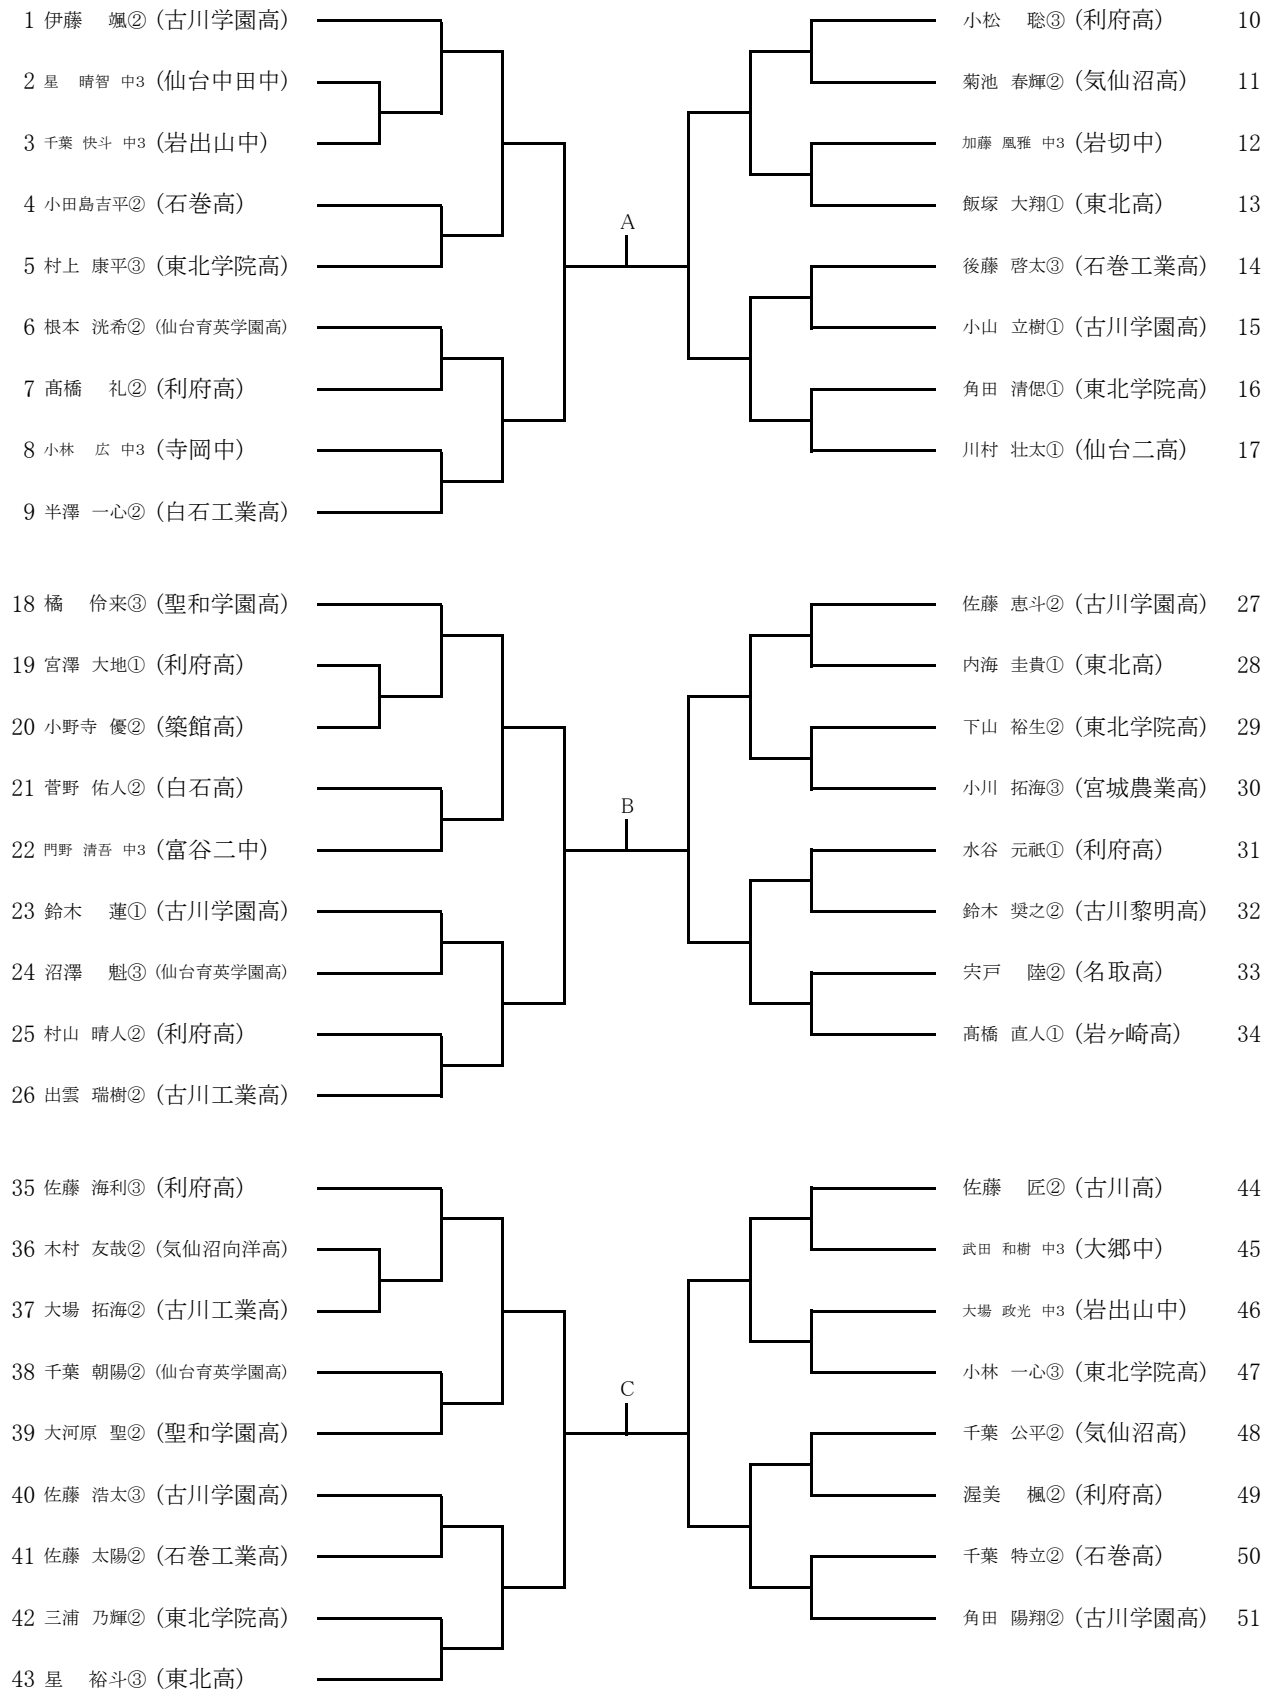 1 伊藤 颯② (古川学園高)
2 星 晴智 中3 (仙台中田中)
3 千葉 快斗 中3 (岩出山中)
4 小田島吉平② (石巻高)
5 村上 康平③ (東北学院高)
6 根本 洸希② (仙台育英学園高)
7 髙橋 礼② (利府高)
8 小林 広 中3 (寺岡中)
9 半澤 一心② (白石工業高)
A
小松 聡③ (利府高) 10
菊池 春輝② (気仙沼高) 11
加藤 凰雅 中3 (岩切中) 12
飯塚 大翔① (東北高) 13
後藤 啓太③ (石巻工業高) 14
小山 立樹① (古川学園高) 15
角田 清偲① (東北学院高) 16
川村 壮太① (仙台二高) 17
18 橘 伶来③ (聖和学園高)
19 宮澤 大地① (利府高)
20 小野寺 優② (築館高)
21 菅野 佑人② (白石高)
22 門野 清吾 中3 (富谷二中)
23 鈴木 蓮① (古川学園高)
24 沼澤 魁③ (仙台育英学園高)
25 村山 晴人② (利府高)
26 出雲 瑞樹② (古川工業高)
B
佐藤 恵斗② (古川学園高) 27
内海 圭貴① (東北高) 28
下山 裕生② (東北学院高) 29
小川 拓海③ (宮城農業高) 30
水谷 元祇① (利府高) 31
鈴木 奨之② (古川黎明高) 32
宍戸 陸② (名取高) 33
髙橋 直人① (岩ヶ崎高) 34
35 佐藤 海利③ (利府高)
36 木村 友哉② (気仙沼向洋高)
37 大場 拓海② (古川工業高)
38 千葉 朝陽② (仙台育英学園高)
39 大河原 聖② (聖和学園高)
40 佐藤 浩太③ (古川学園高)
41 佐藤 太陽② (石巻工業高)
42 三浦 乃輝② (東北学院高)
43 星 裕斗③ (東北高)
C
佐藤 匠② (古川高) 44
武田 和樹 中3 (大郷中) 45
大場 政光 中3 (岩出山中) 46
小林 一心③ (東北学院高) 47
千葉 公平② (気仙沼高) 48
渥美 楓② (利府高) 49
千葉 特立② (石巻高) 50
角田 陽翔② (古川学園高) 51